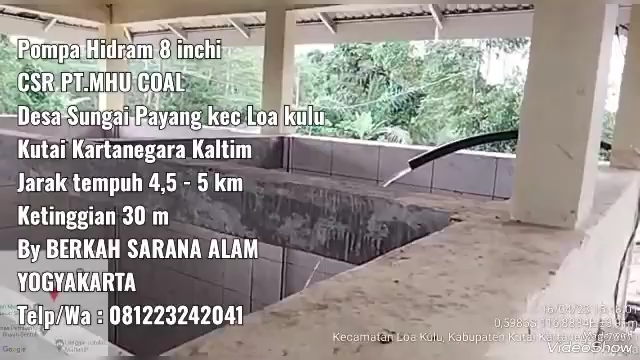 Pompa Hidram 8 inchi
CSR PT.MHU COAL
Desa Sungai Payang kec Loa kulu
Kutai Kartanegara Kaltim
Jarak tempuh 4,5 - 5 km
Ketinggian 30 m
By BERKAH SARANA ALAM
YOGYAKARTA
Telp/Wa : 081223242041
Kecamatan Loa Kulu, Kabupaten Kutai
Google
VideoShow